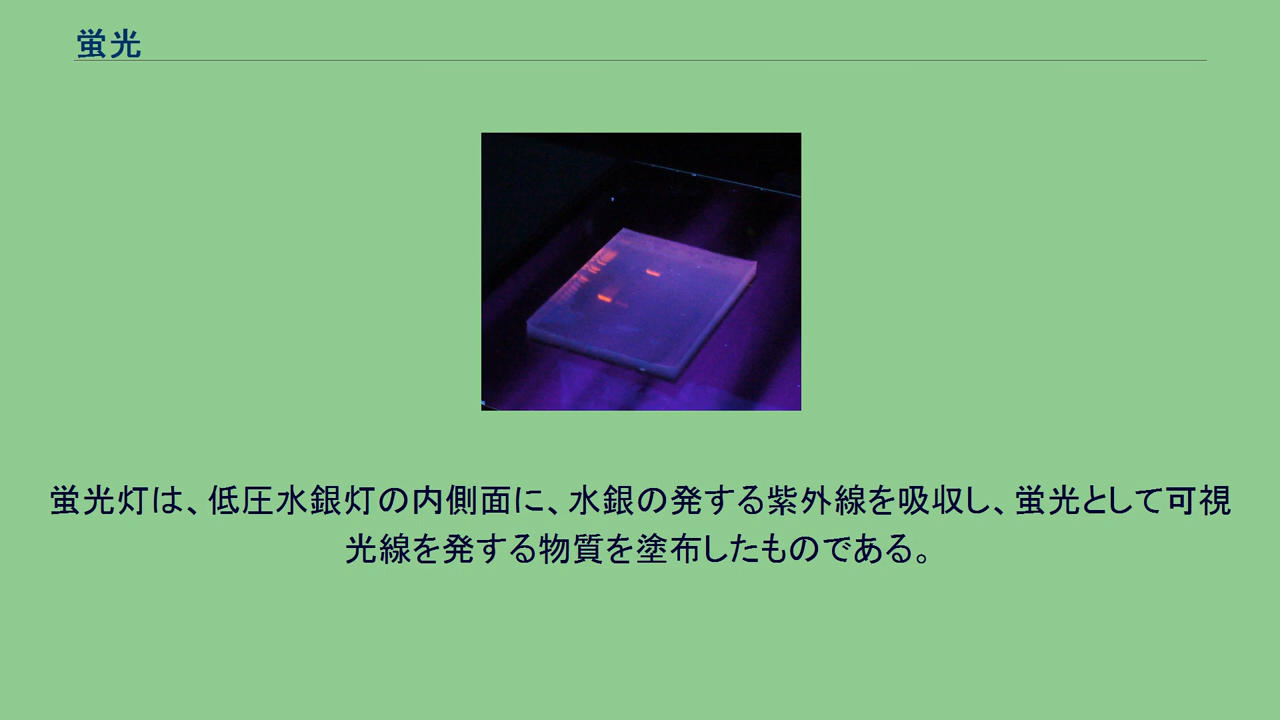 蛍光
蛍光灯は、低圧水銀灯の内側面に、水銀の発する紫外線を吸収し、蛍光として可視
光線を発する物質を塗布したものである。